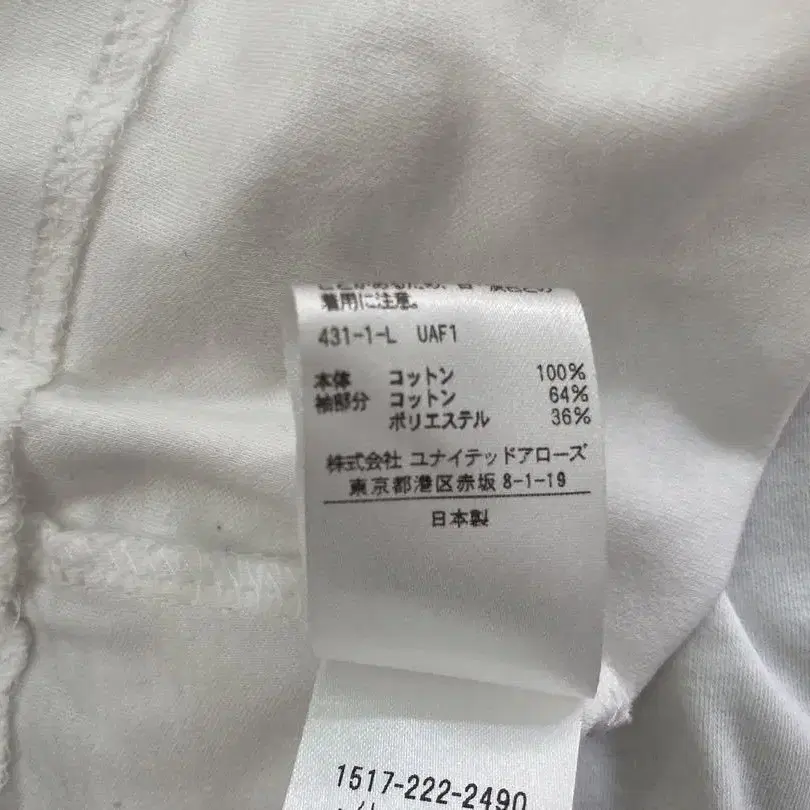 着用に注意。
431-1-L UAF1
本体 コットン 100%
袖部分 コットン 64%
ポリエステル 36%
株式会社 ユナイテッドアローズ
東京都港区赤坂 8-1-19
日本製
1517-222-2490